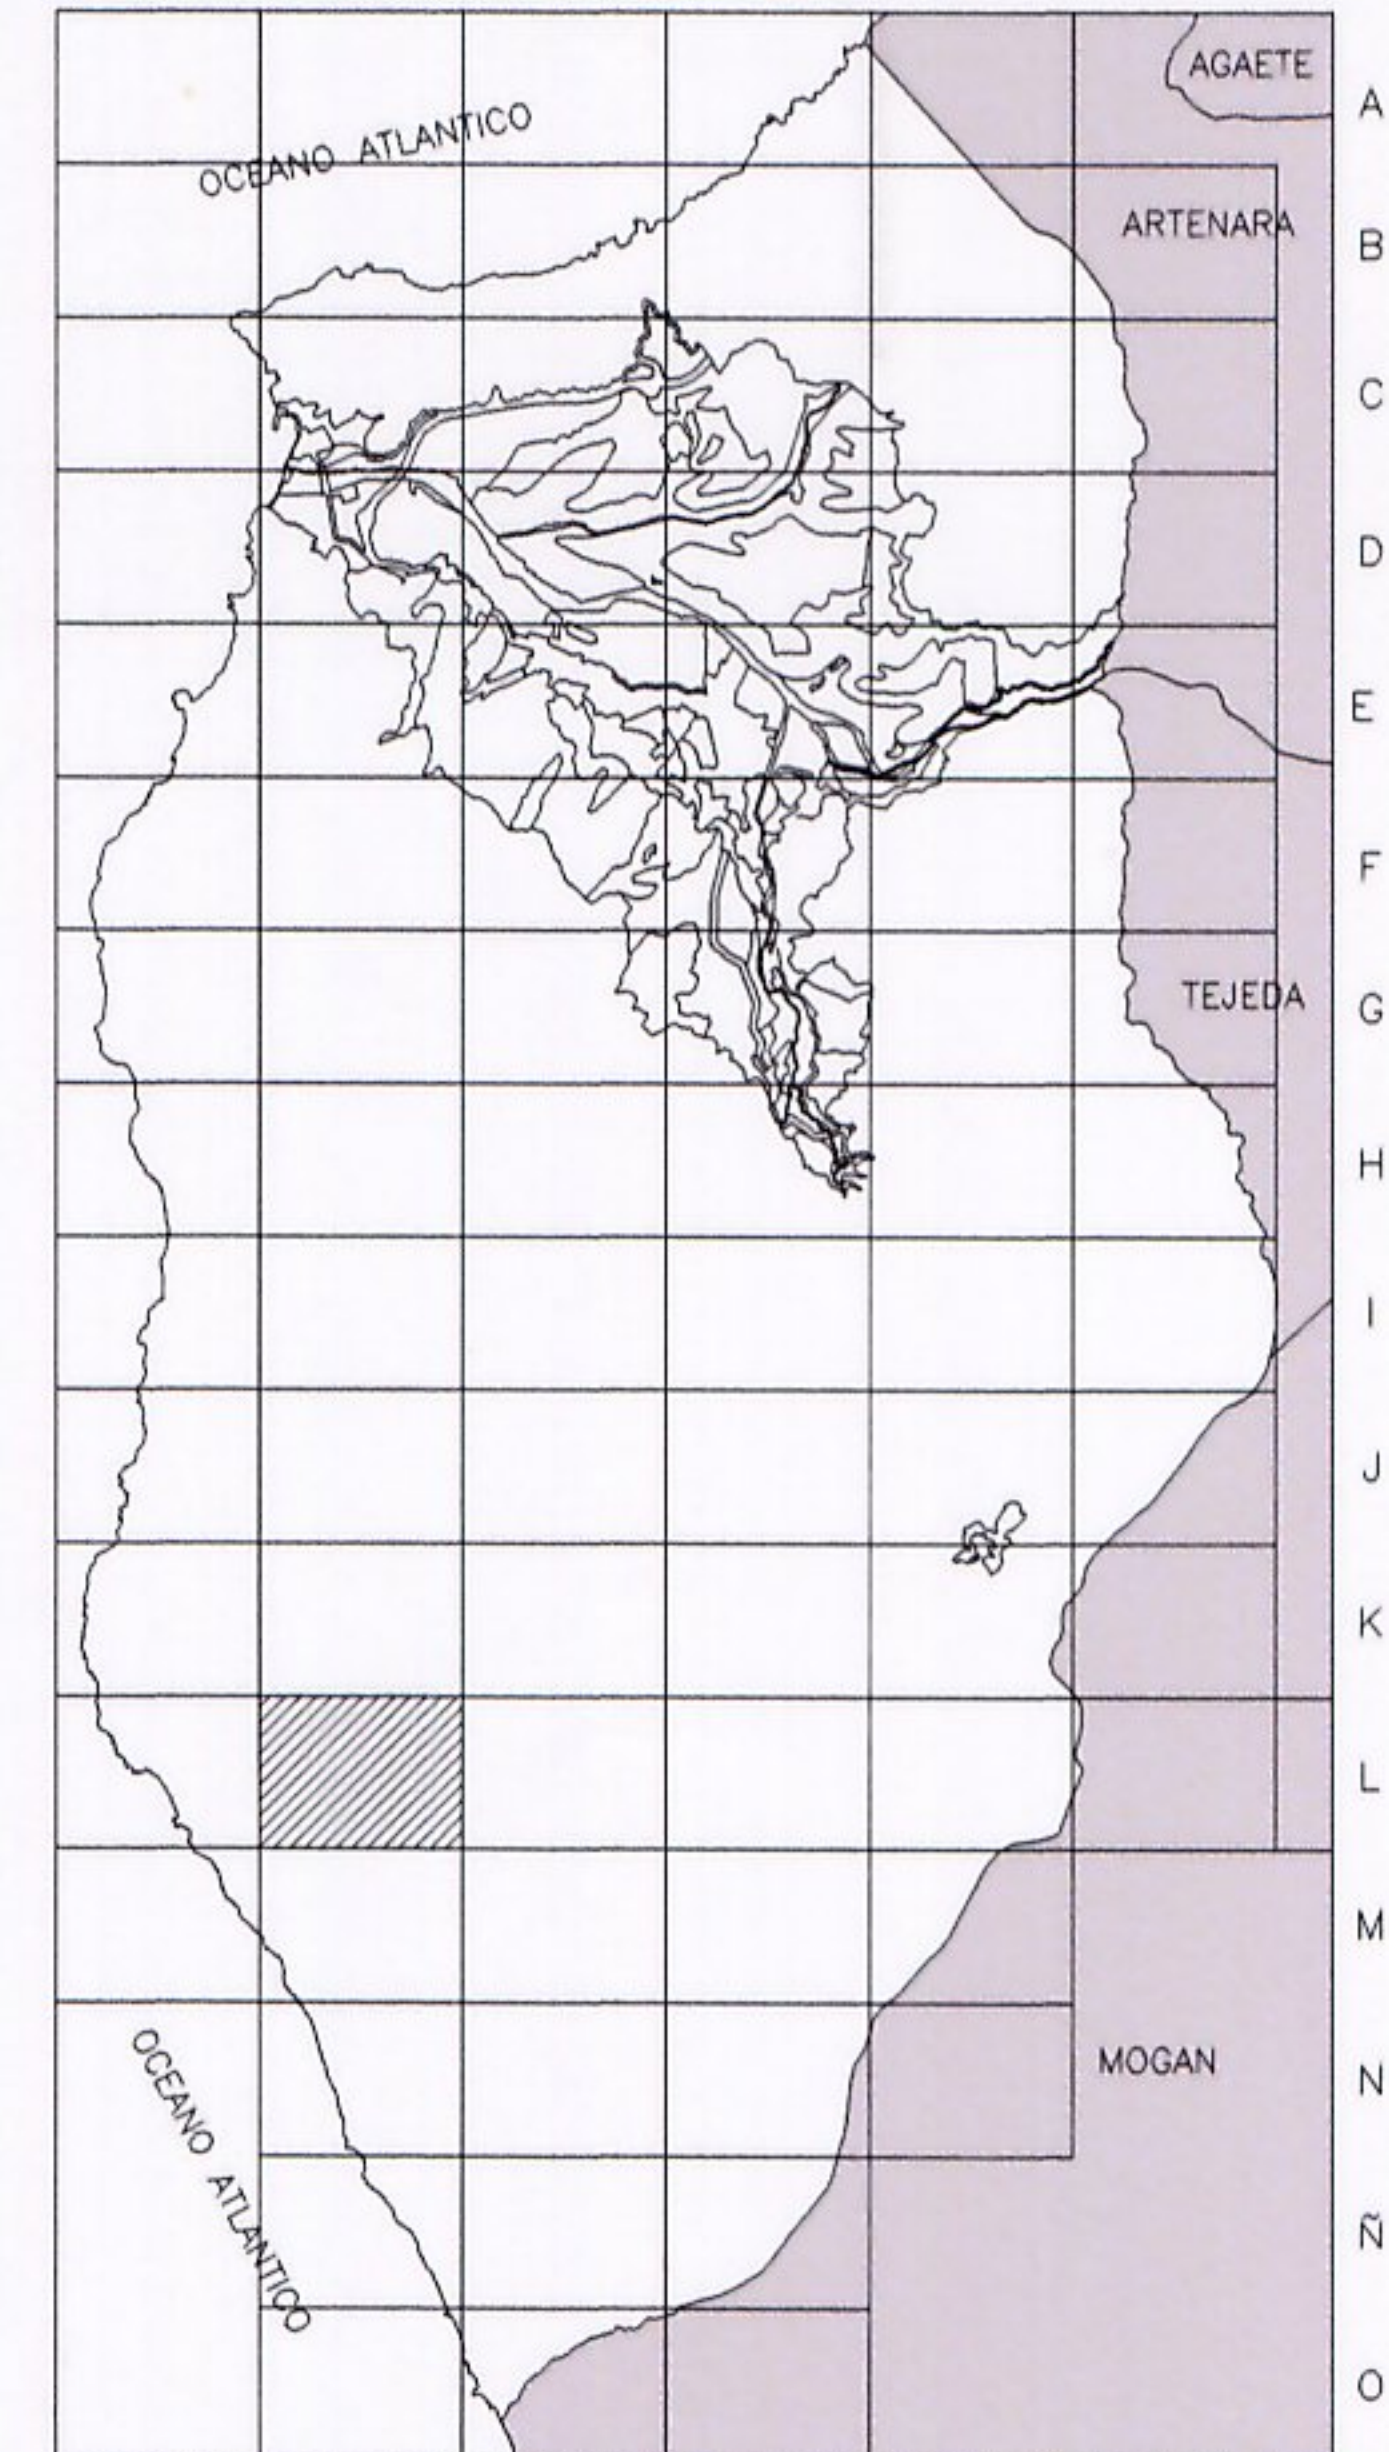 AGAETE
A
OCEANO ATLANTICO
ARTENARA
B
C
D
E
F
TEJEDA
G
H
I
J
K
L
M
MOGAN
N
OCEANO ATLANTICO
Ñ
O